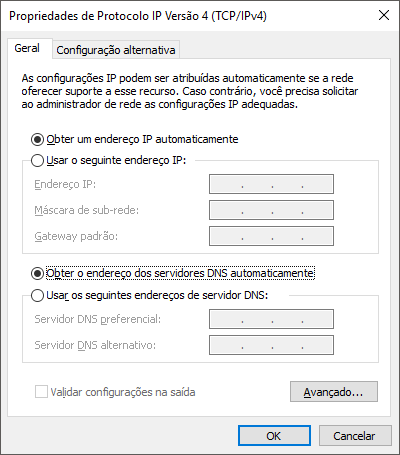 Propriedades de Protocolo IP Versão 4 (TCP/IPv4)
Geral
Configuração alternativa
As configurações IP podem ser atribuídas automaticamente se a rede
oferecer suporte a esse recurso. Caso contrário, você precisa solicitar
ao administrador de rede as configurações IP adequadas.
Obter um endereço IP automaticamente
Usar o seguinte endereço IP:
Endereço IP:
Máscara de sub-rede:
Gateway padrão:
Obter o endereço dos servidores DNS automaticamente
Usar os seguintes endereços de servidor DNS:
Servidor DNS preferencial:
Servidor DNS alternativo:
Validar configurações na saída
Avançado...
OK
Cancelar